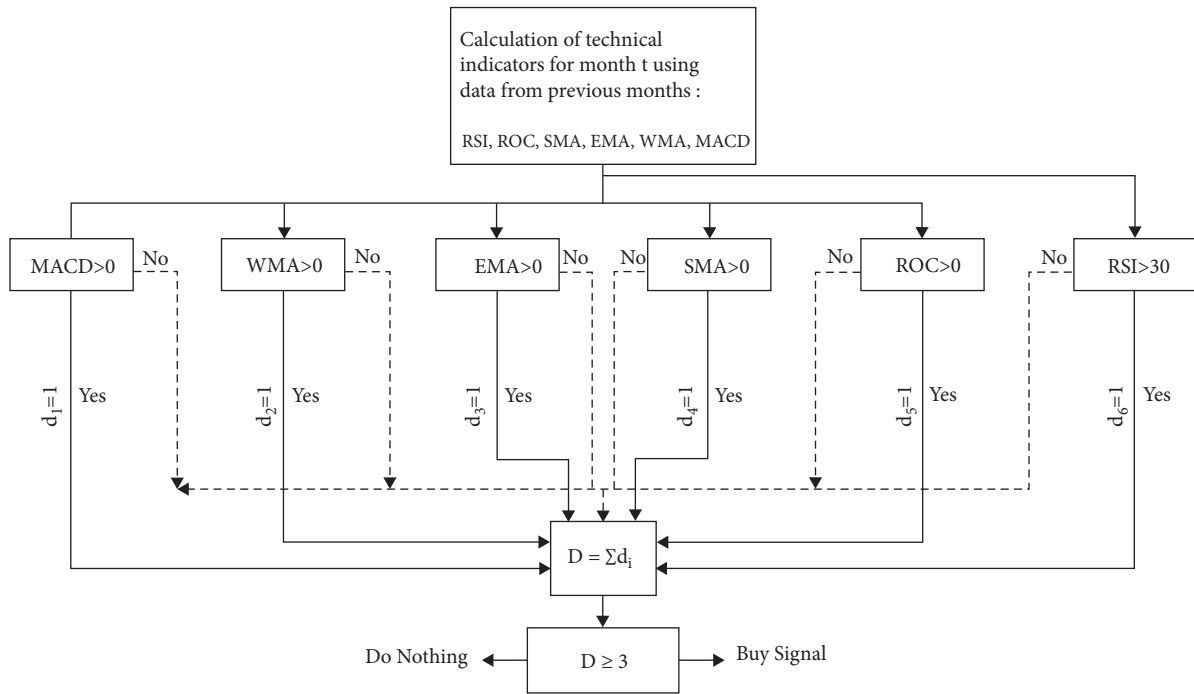 Calculation of technical
indicators for month t using
data from previous months :
RSI, ROC, SMA, EMA, WMA, MACD
MACD>0
No
WMA>0
No
EMA>0
No
No
SMA>0
No
ROC>0
No
RSI>30
d₁=1
Yes
d₂=1
Yes
d₃=1
Yes
d₄=1
Yes
d₅=1
Yes
d₆=1
Yes
D = Σdᵢ
Do Nothing
D ≥ 3
Buy Signal